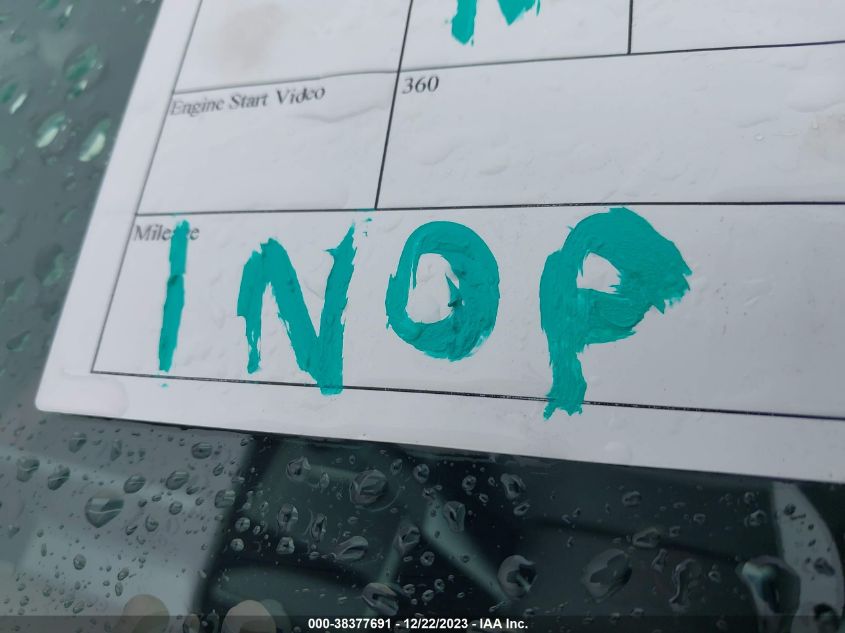 Engine Start Video
360
Mileage
INOP
000-38377691 - 12/22/2023 - IAA Inc.